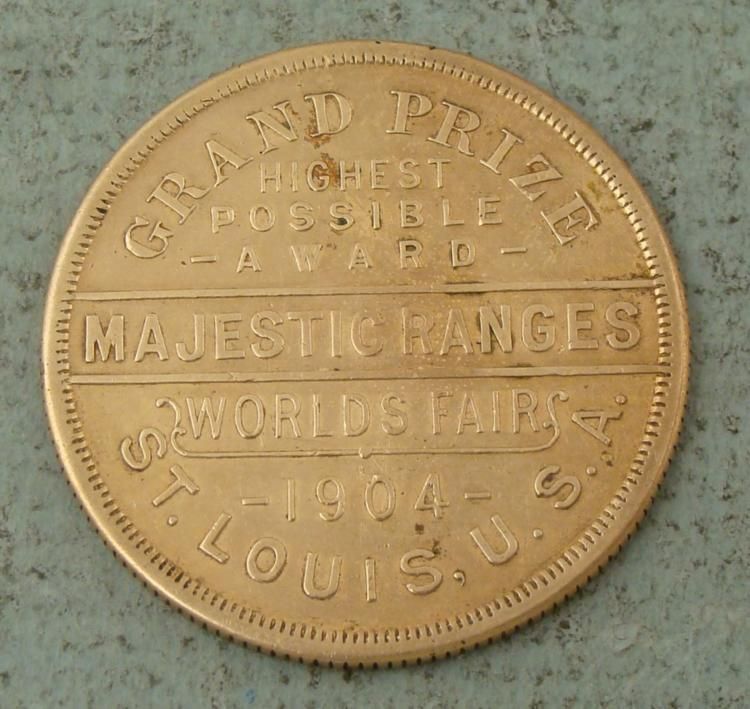 GRAND PRIZE
HIGHEST
POSSIBLE
- AWARD -
MAJESTIC RANGES
WORLDS FAIR
- 1904 -
ST. LOUIS, U.S.A.